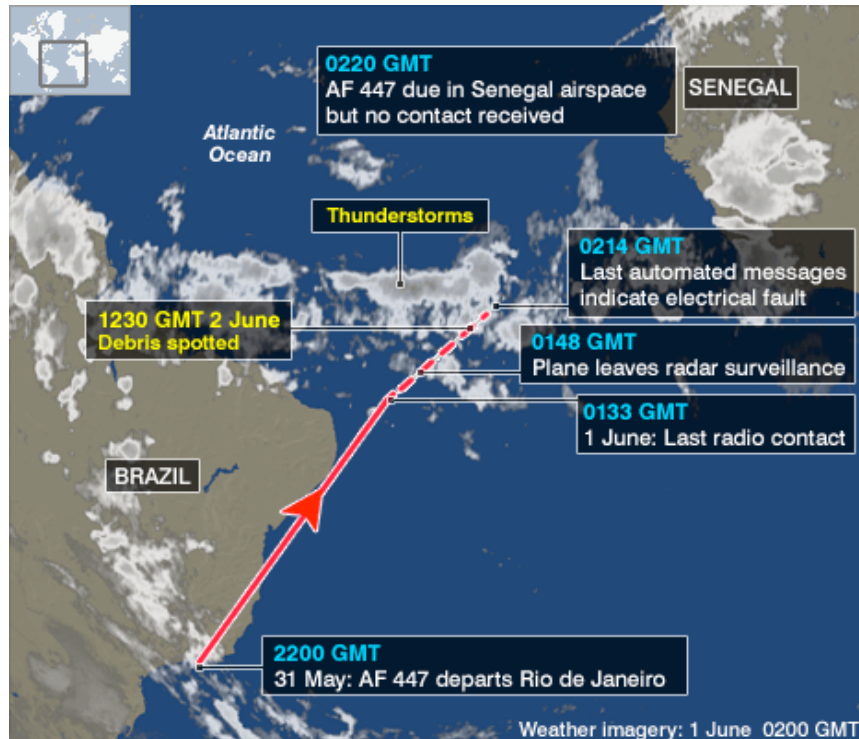 0220 GMT
AF 447 due in Senegal airspace
but no contact received
SENEGAL
Atlantic
Ocean
Thunderstorms
0214 GMT
Last automated messages
indicate electrical fault
1230 GMT 2 June
Debris spotted
0148 GMT
Plane leaves radar surveillance
0133 GMT
1 June: Last radio contact
BRAZIL
2200 GMT
31 May: AF 447 departs Rio de Janeiro
Weather imagery: 1 June 0200 GMT